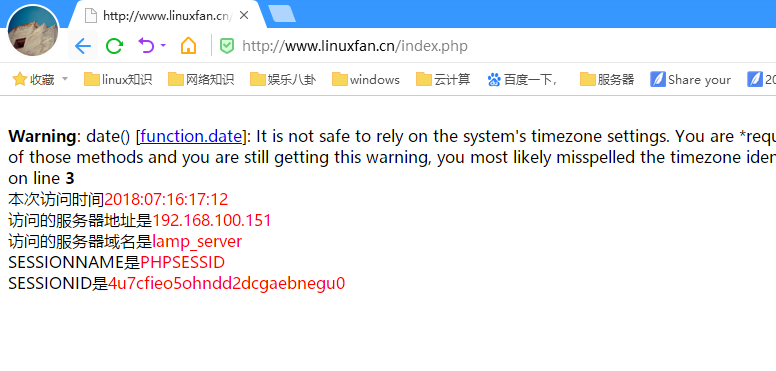 http://www.linuxfan.cn/
http://www.linuxfan.cn/index.php
收藏 linux知识 网络知识 娱乐八卦 windows 云计算 百度一下, 服务器 Share your 20
Warning: date() [function.date]: It is not safe to rely on the system's timezone settings. You are *requ
of those methods and you are still getting this warning, you most likely misspelled the timezone iden
on line 3
本次访问时间2018:07:16:17:12
访问的服务器地址是192.168.100.151
访问的服务器域名是lamp_server
SESSIONNAME是PHPSESSID
SESSIONID是4u7cfieo5ohndd2dcgaebnegu0